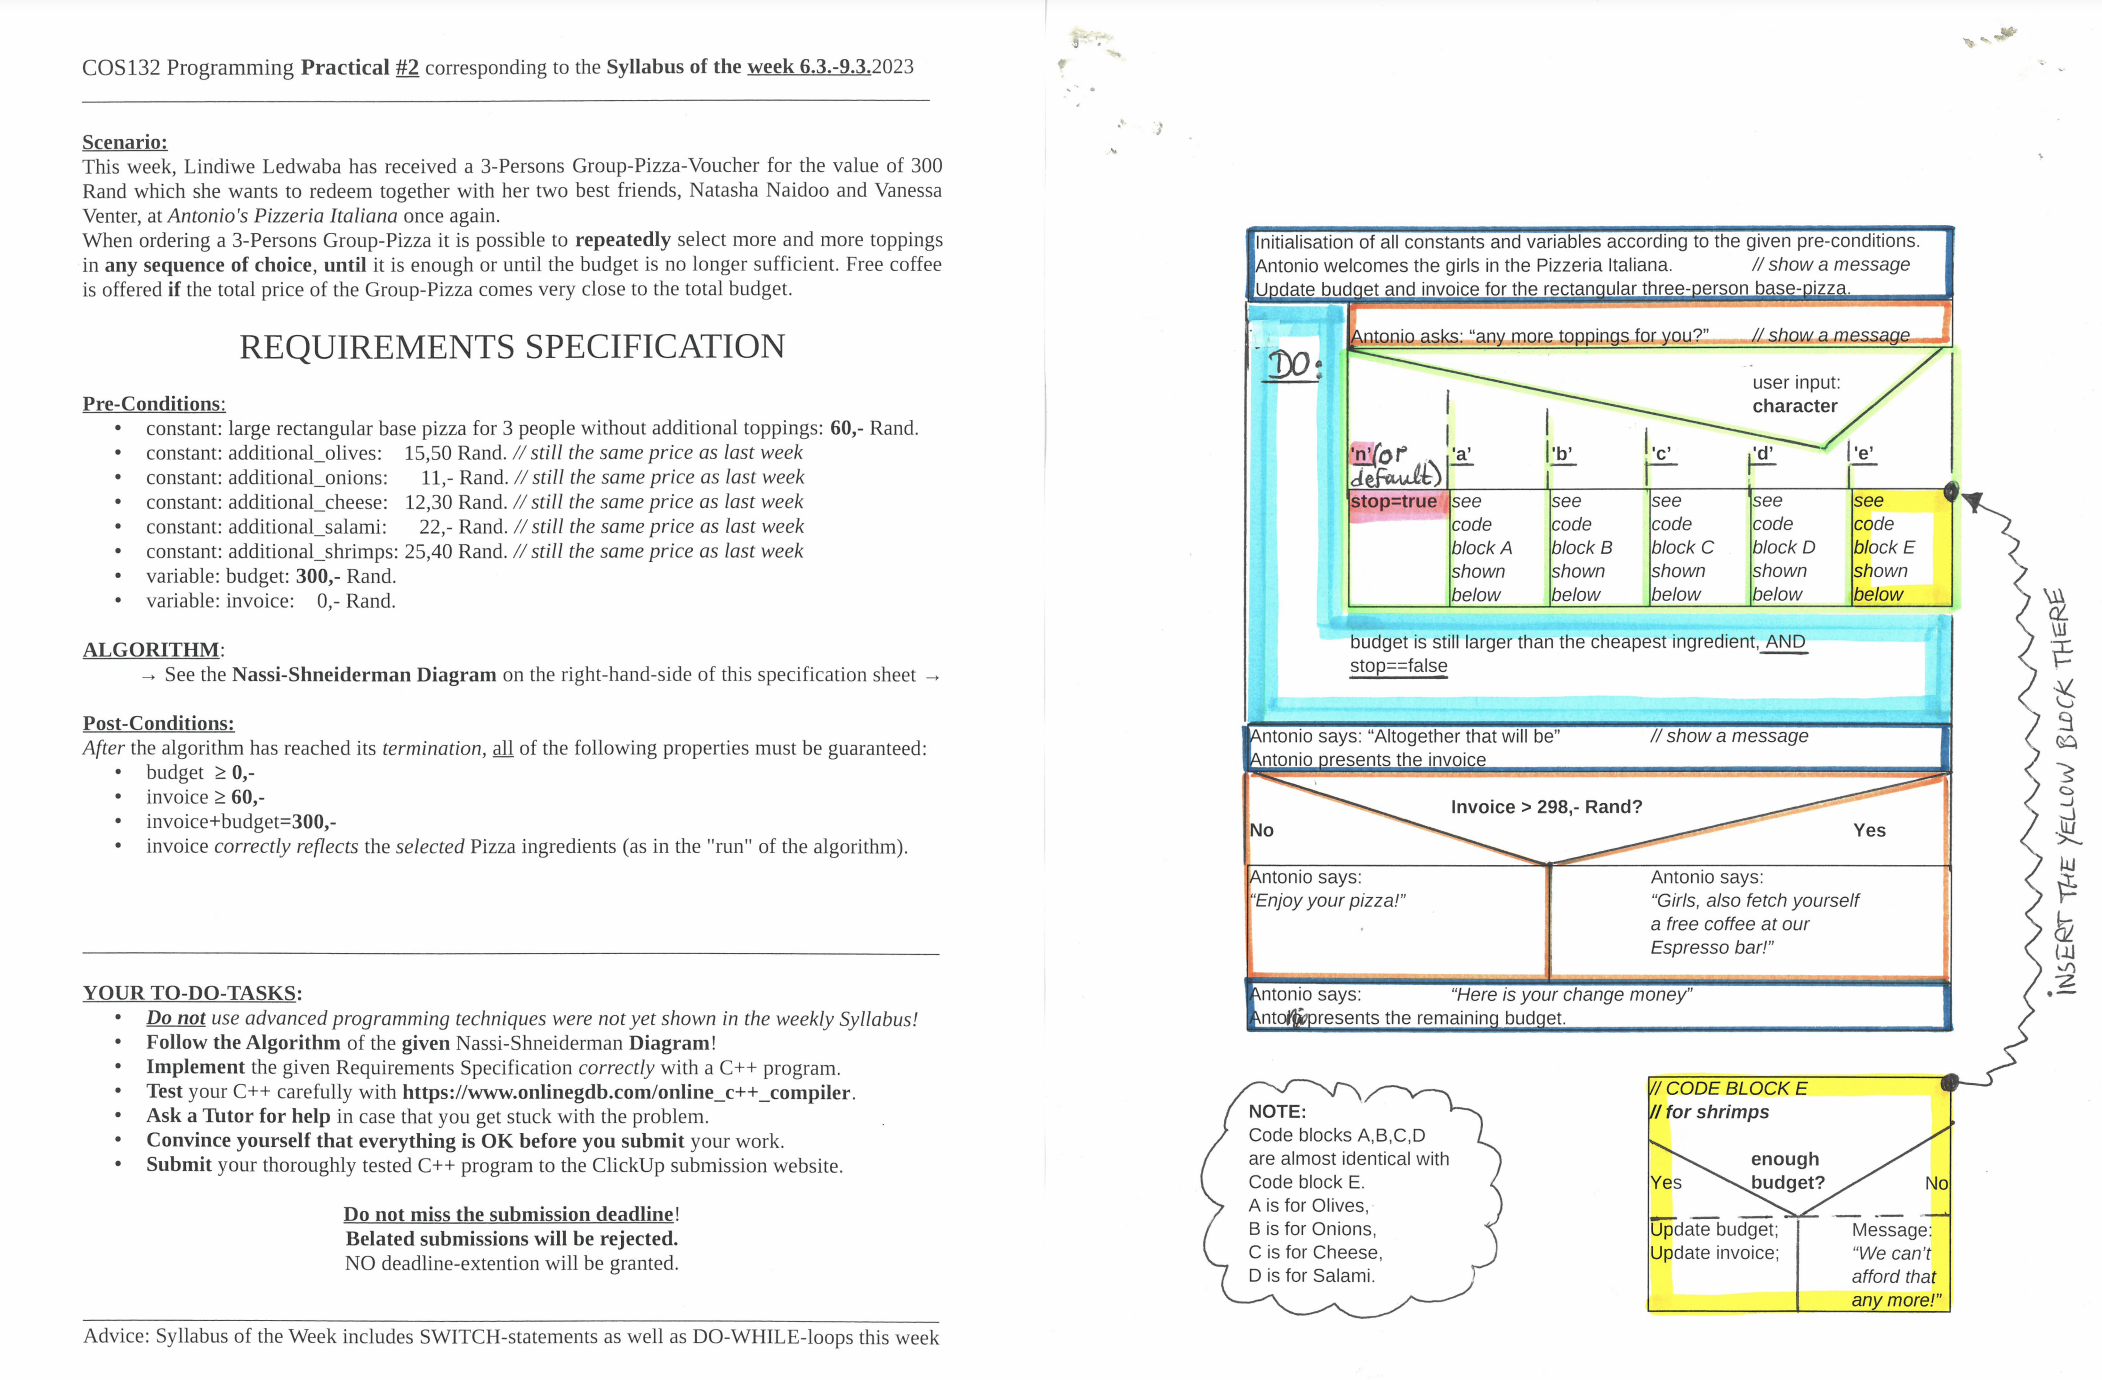 COS132 Programming Practical #2 corresponding to the Syllabus of the week 6.3.-9.3.2023
Scenario:
This week, Lindiwe Ledwaba has received a 3-Persons Group-Pizza-Voucher for the value of 300
Rand which she wants to redeem together with her two best friends, Natasha Naidoo and Vanessa
Venter, at Antonio's Pizzeria Italiana once again.
When ordering a 3-Persons Group-Pizza it is possible to repeatedly select more and more toppings
in any sequence of choice, until it is enough or until the budget is no longer sufficient. Free coffee
is offered if the total price of the Group-Pizza comes very close to the total budget.
REQUIREMENTS SPECIFICATION
Pre-Conditions:
• constant: large rectangular base pizza for 3 people without additional toppings: 60,- Rand.
• constant: additional_olives: 15,50 Rand. // still the same price as last week
• constant: additional_onions: 11,- Rand. // still the same price as last week
• constant: additional_cheese: 12,30 Rand. // still the same price as last week
• constant: additional_salami: 22,- Rand. // still the same price as last week
• constant: additional_shrimps: 25,40 Rand. // still the same price as last week
• variable: budget: 300,- Rand.
• variable: invoice: 0,- Rand.
ALGORITHM:
→ See the Nassi-Shneiderman Diagram on the right-hand-side of this specification sheet →
Post-Conditions:
After the algorithm has reached its termination, all of the following properties must be guaranteed:
• budget ≥ 0,-
• invoice ≥ 60,-
• invoice+budget=300,-
• invoice correctly reflects the selected Pizza ingredients (as in the "run" of the algorithm).
YOUR TO-DO-TASKS:
• Do not use advanced programming techniques were not yet shown in the weekly Syllabus!
• Follow the Algorithm of the given Nassi-Shneiderman Diagram!
• Implement the given Requirements Specification correctly with a C++ program.
• Test your C++ carefully with https://www.onlinegdb.com/online_c++_compiler.
• Ask a Tutor for help in case that you get stuck with the problem.
• Convince yourself that everything is OK before you submit your work.
• Submit your thoroughly tested C++ program to the ClickUp submission website.
Do not miss the submission deadline!
Belated submissions will be rejected.
NO deadline-extention will be granted.
Advice: Syllabus of the Week includes SWITCH-statements as well as DO-WHILE-loops this week
Initialisation of all constants and variables according to the given pre-conditions.
Antonio welcomes the girls in the Pizzeria Italiana. // show a message
Update budget and invoice for the rectangular three-person base-pizza.
DO:
Antonio asks: “any more toppings for you?” // show a message
user input:
character
'n' (or default)
stop=true
'a’
see
code
block A
shown
below
'b’
see
code
block B
shown
below
'c’
see
code
block C
shown
below
'd’
see
code
block D
shown
below
'e’
see
code
block E
shown
below
budget is still larger than the cheapest ingredient, AND
stop==false
Antonio says: “Altogether that will be” // show a message
Antonio presents the invoice
Invoice > 298,- Rand?
No
Yes
Antonio says:
“Enjoy your pizza!”
Antonio says:
“Girls, also fetch yourself
a free coffee at our
Espresso bar!”
Antonio says: “Here is your change money”
Antonio presents the remaining budget.
INSERT THE YELLOW BLOCK THERE
NOTE:
Code blocks A,B,C,D
are almost identical with
Code block E.
A is for Olives,
B is for Onions,
C is for Cheese,
D is for Salami.
// CODE BLOCK E
// for shrimps
enough
budget?
Yes
No
Update budget;
Update invoice;
Message:
“We can't
afford that
any more!”